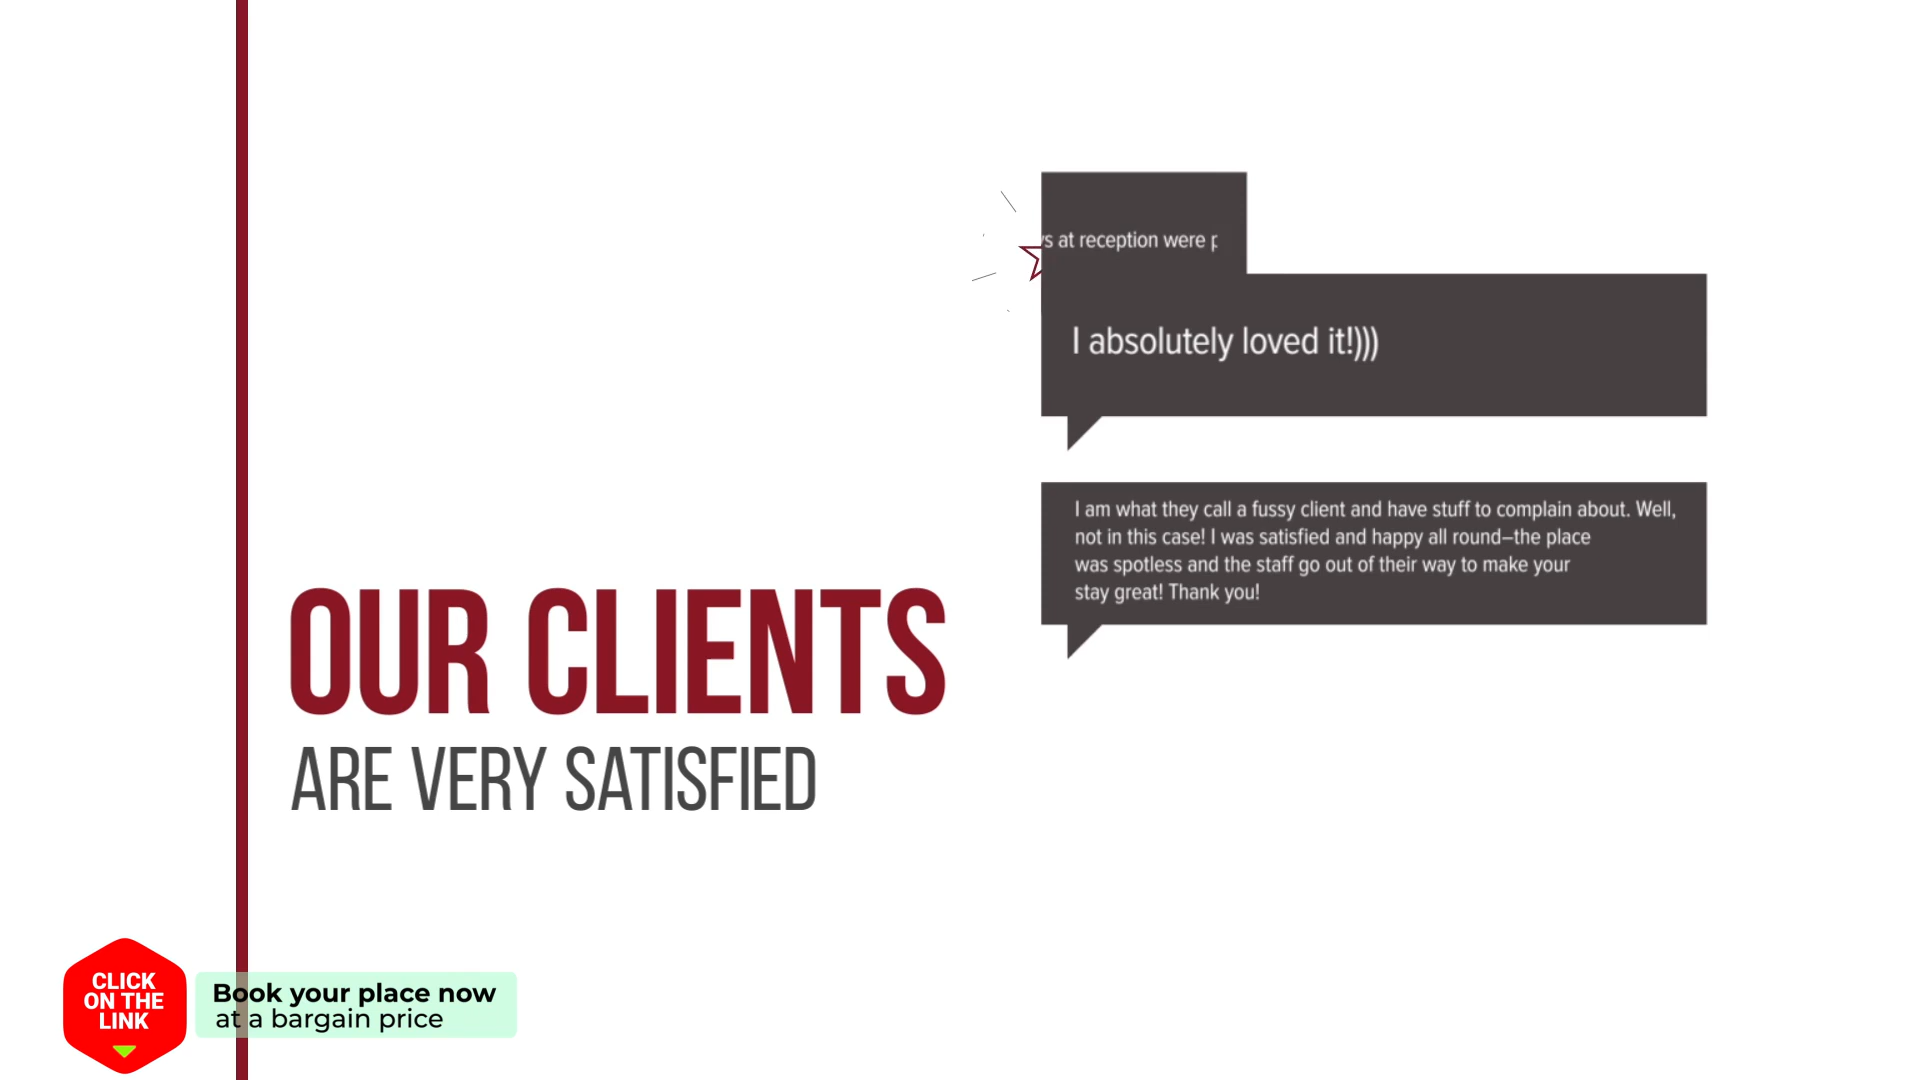 at reception were
I absolutely loved it!)))
I am what they call a fussy client and have stuff to complain about. Well,
not in this case! I was satisfied and happy all round–the place
was spotless and the staff go out of their way to make your
stay great! Thank you!
OUR CLIENTS
ARE VERY SATISFIED
CLICK
ON THE
LINK
Book your place now
at a bargain price